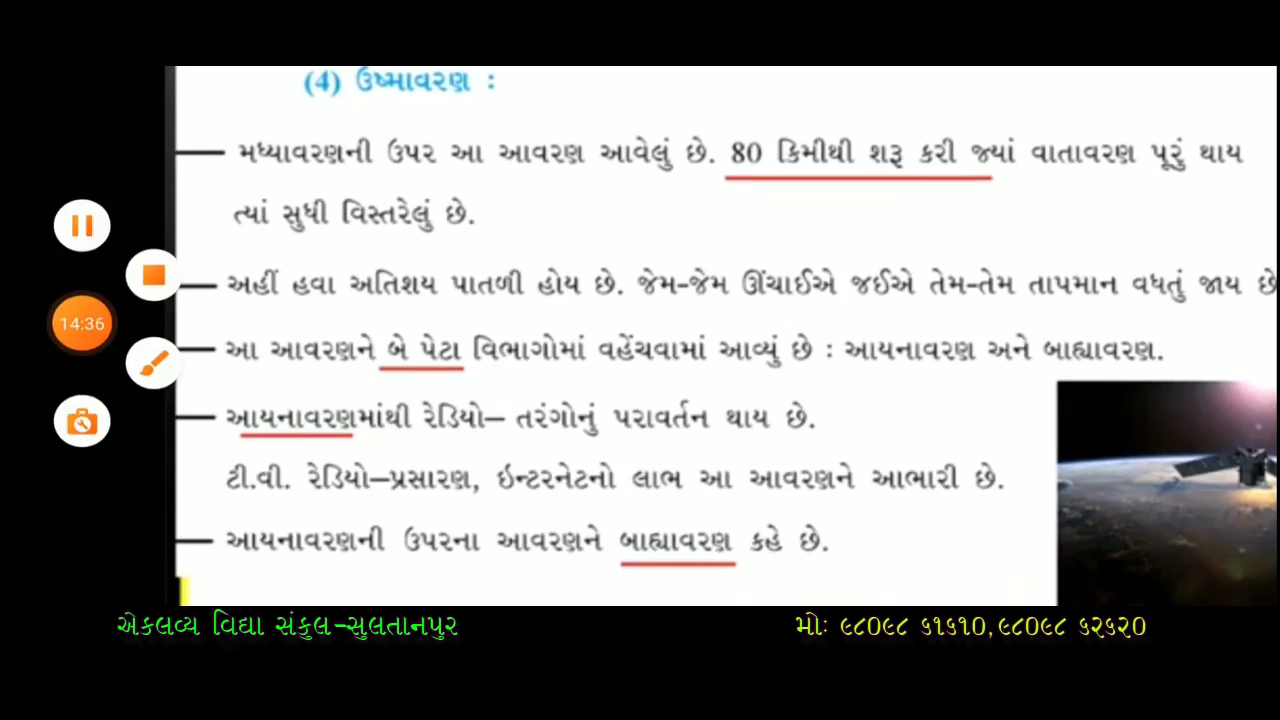 (4) ઉષ્માવરણ :
મધ્યાવરણની ઉપર આ આવરણ આવેલું છે. 80 કિમીથી શરૂ કરી જ્યાં વાતાવરણ પૂરું થાય
ત્યાં સુધી વિસ્તરેલું છે.
અહીં હવા અતિશય પાતળી હોય છે. જેમ-જેમ ઊંચાઈએ જઈએ તેમ-તેમ તાપમાન વધતું જાય છે
આ આવરણને બે પેટા વિભાગોમાં વહેંચવામાં આવ્યું છે : આયનાવરણ અને બાહ્યાવરણ.
14:36
આયનાવરણમાંથી રેડિયો– તરંગોનું પરાવર્તન થાય છે.
ટી.વી. રેડિયો–પ્રસારણ, ઇન્ટરનેટનો લાભ આ આવરણને આભારી છે.
આયનાવરણની ઉપરના આવરણને બાહ્યાવરણ કહે છે.
એકલવ્ય વિદ્યા સંકુલ-સુલતાનપુર મોઃ ૯૮૦૯૮ ૬૧૬૧૦,૯૮૦૯૮ ૬૨૬૨૦